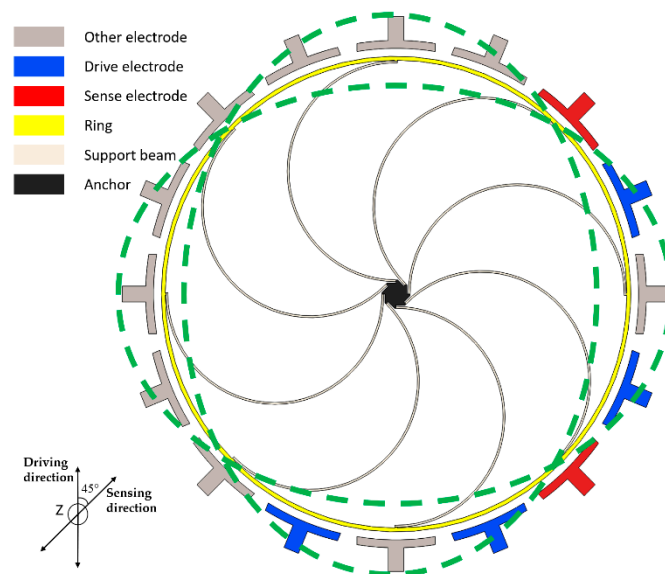 Other electrode
Drive electrode
Sense electrode
Ring
Support beam
Anchor
Driving
direction
45°
Sensing
direction
Z